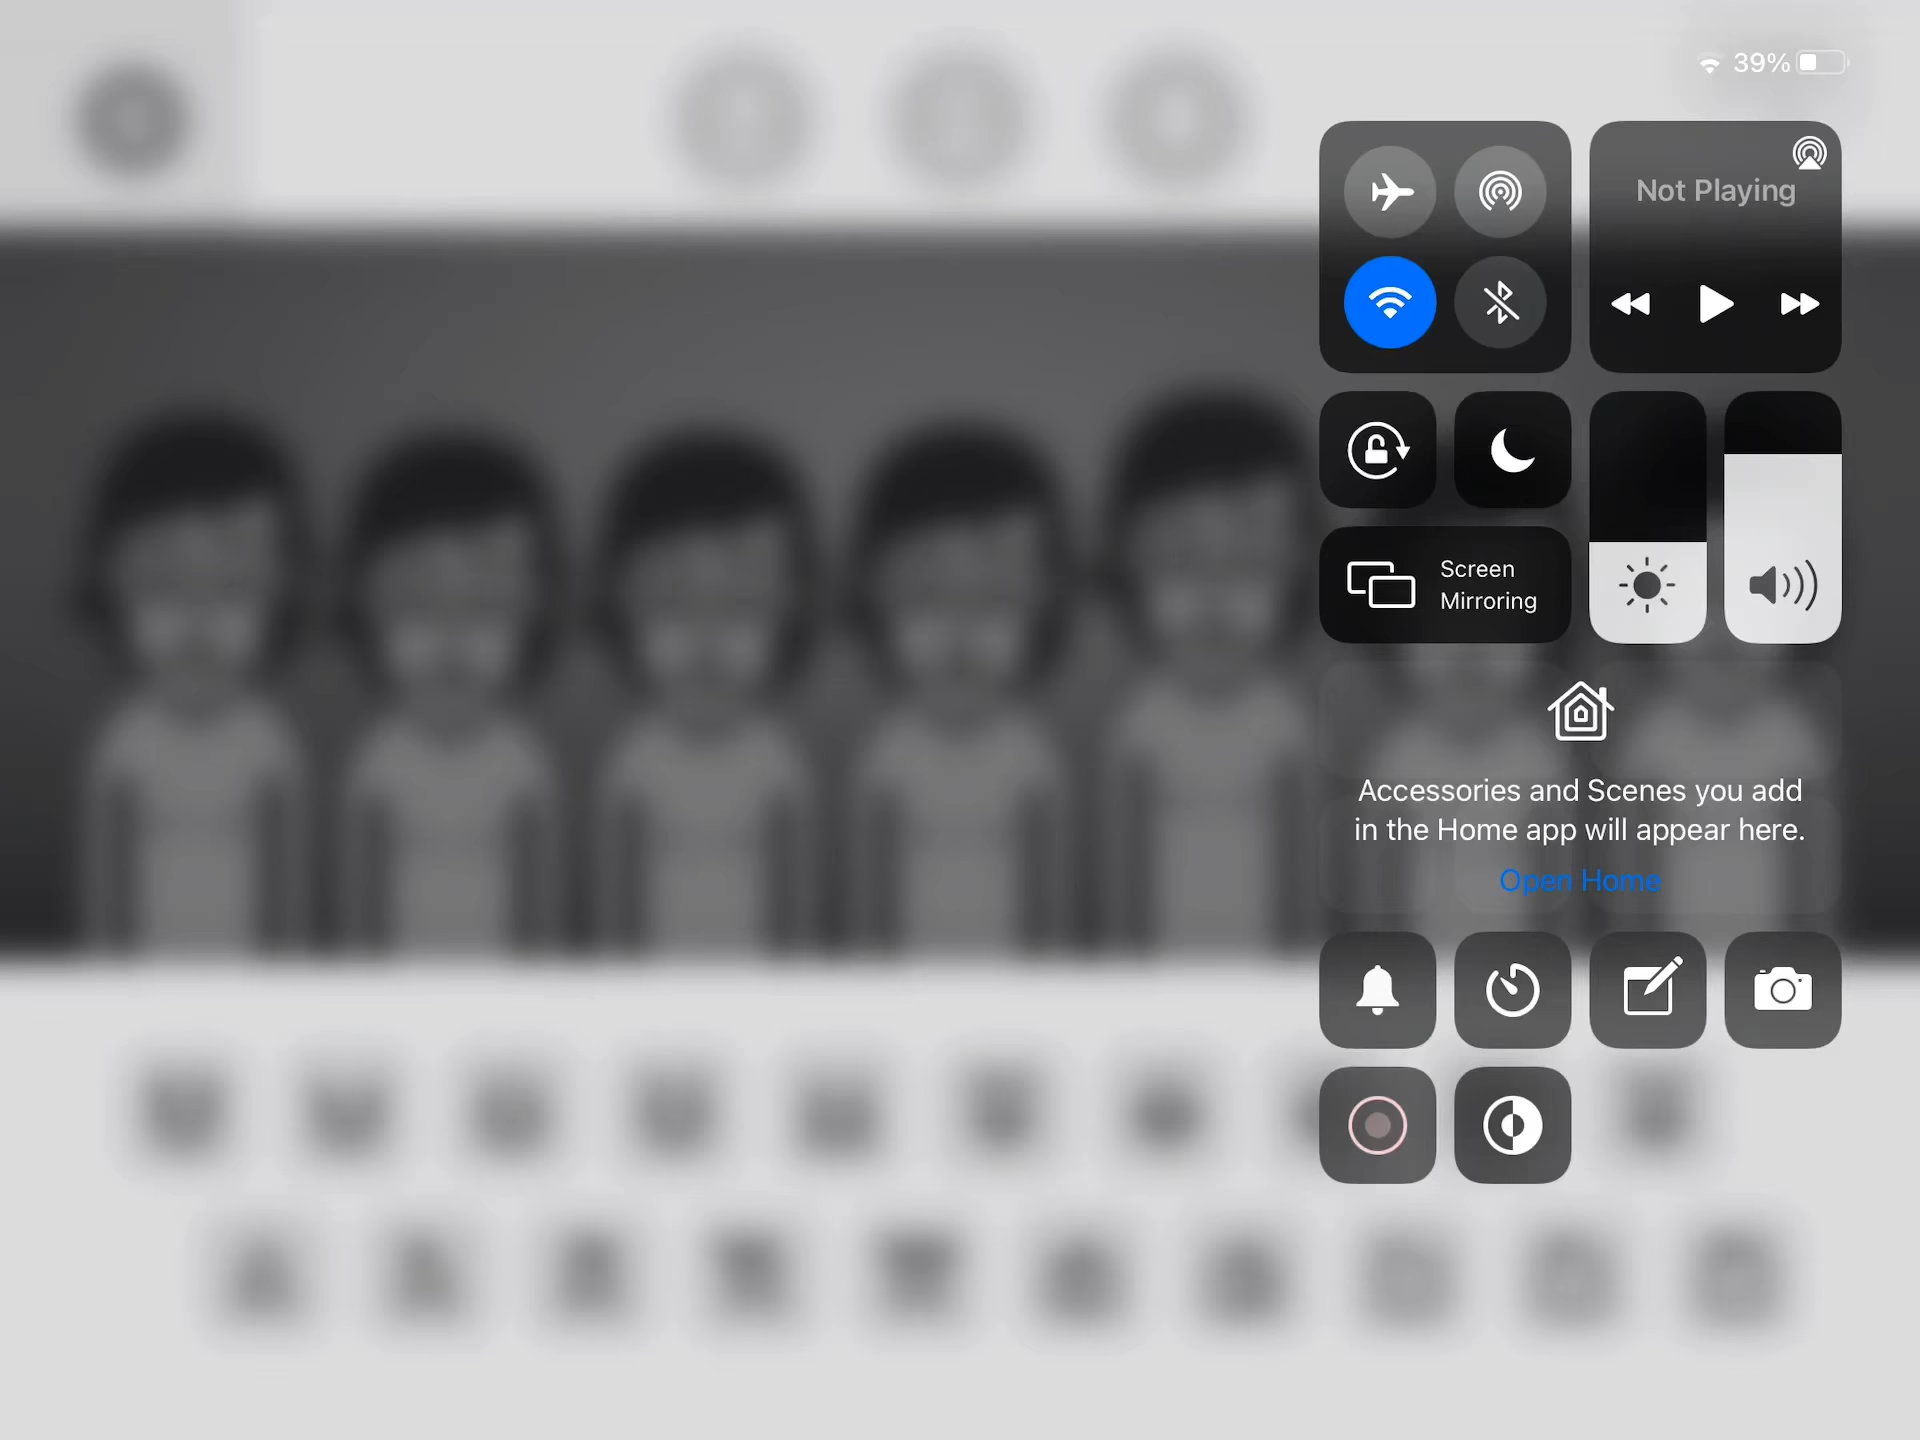 39%
Not Playing
Screen
Mirroring
Accessories and Scenes you add
in the Home app will appear here.
Open Home